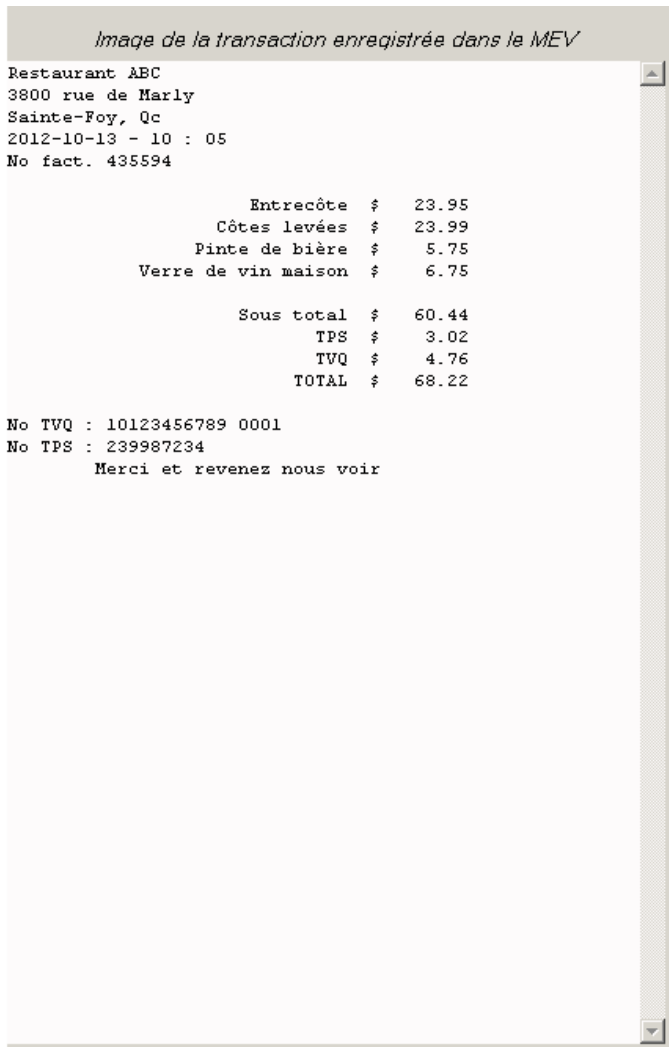 Image de la transaction enregistrée dans le MEV
Restaurant ABC
3800 rue de Marly
Sainte-Foy, Qc
2012-10-13 - 10 : 05
No fact. 435594
Entrecôte $ 23.95
Côtes levées $ 23.99
Pinte de bière $ 5.75
Verre de vin maison $ 6.75
Sous total $ 60.44
TPS $ 3.02
TVQ $ 4.76
TOTAL $ 68.22
No TVQ : 10123456789 0001
No TPS : 239987234
Merci et revenez nous voir